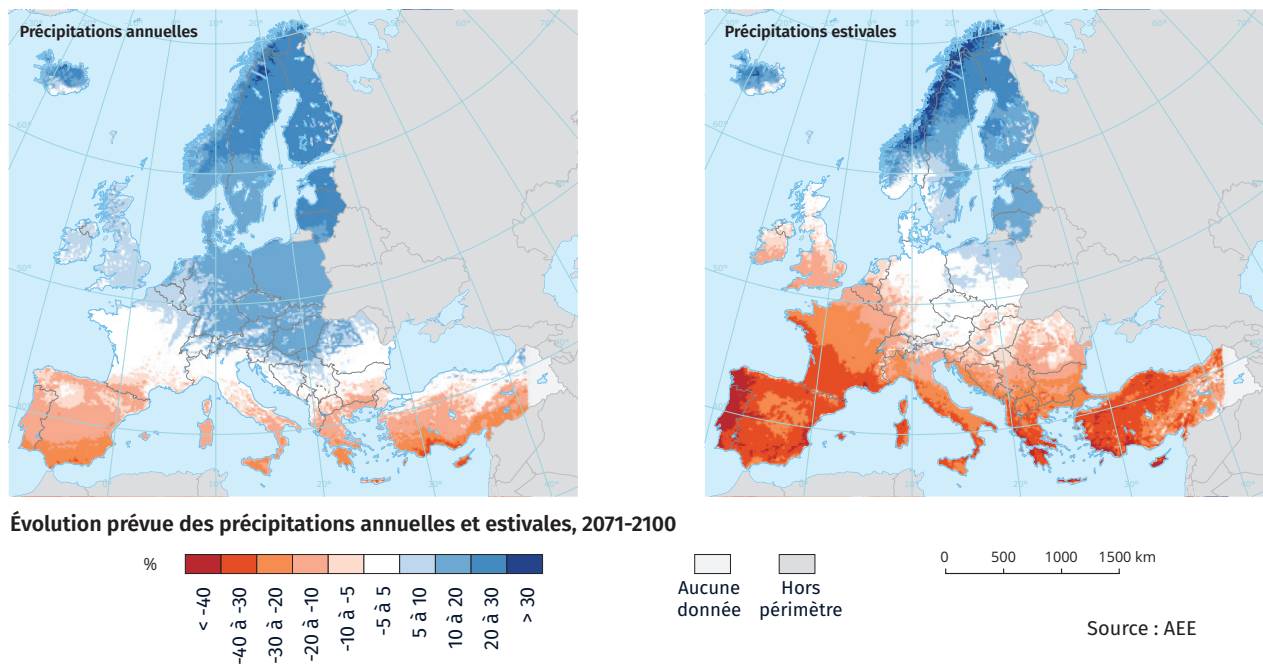 Précipitations annuelles
Précipitations estivales
Évolution prévue des précipitations annuelles et estivales, 2071-2100
%
< -40
-40 à -30
-30 à -20
-20 à -10
-10 à -5
-5 à 5
5 à 10
10 à 20
20 à 30
> 30
Aucune
donnée
Hors
périmètre
0 500 1000 1500 km
Source : AEE